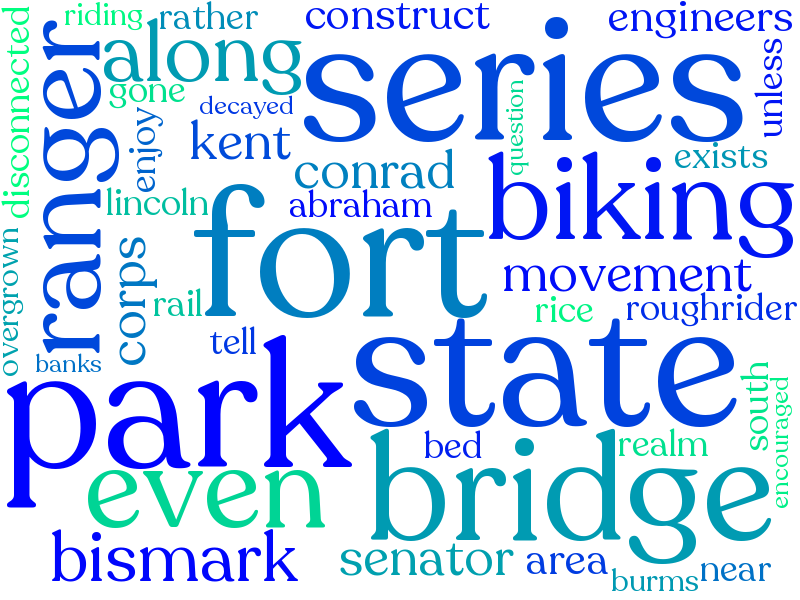 riding
rather
construct
engineers
disconnected
ranger
along
series
unless
gone
decayed
question
enjoy
kent
exists
conrad
biking
lincoln
abraham
fort
movement
overgrown
corps
rail
rice
roughrider
tell
banks
state
park
south
encouraged
bed
realm
even
bridge
bismark
senator
area
near
burms